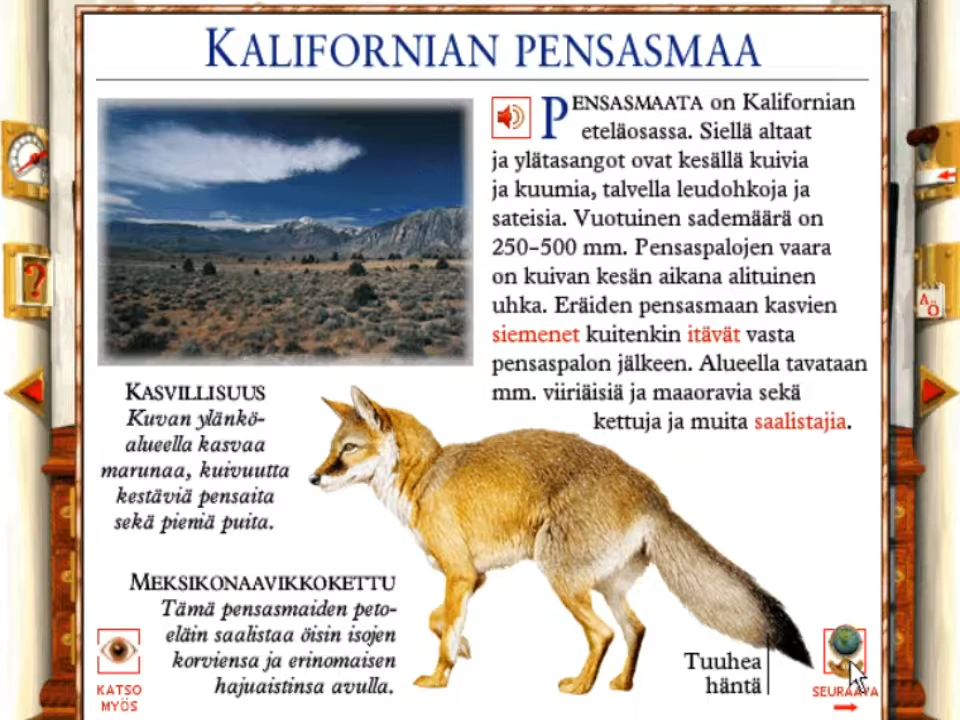 KALIFORNIAN PENSASMAA
PENSASMAATA on Kalifornian
eteläosassa. Siellä altaat
ja ylätasangot ovat kesällä kuivia
ja kuumia, talvella leudohkoja ja
sateisia. Vuotuinen sademäärä on
250–500 mm. Pensaspalojen vaara
on kuivan kesän aikana alituinen
uhka. Eräiden pensasmaan kasvien
siemenet kuitenkin itävät vasta
pensaspalon jälkeen. Alueella tavataan
mm. viiriäisiä ja maaoravia sekä
kettuja ja muita saalistajia.
KASVILLISUUS
Kuvan ylänkö-
alueella kasvaa
marunaa, kuivuutta
kestäviä pensaita
sekä pieniä puita.
MEKSIKONAAVIKKOKETTU
Tämä pensasmaiden peto-
eläin saalistaa öisin isojen
korviensa ja erinomaisen
hajuaistinsa avulla.
Tuuhea
häntä
KATSO
MYÖS
SEURAAVA
?
A
Ö